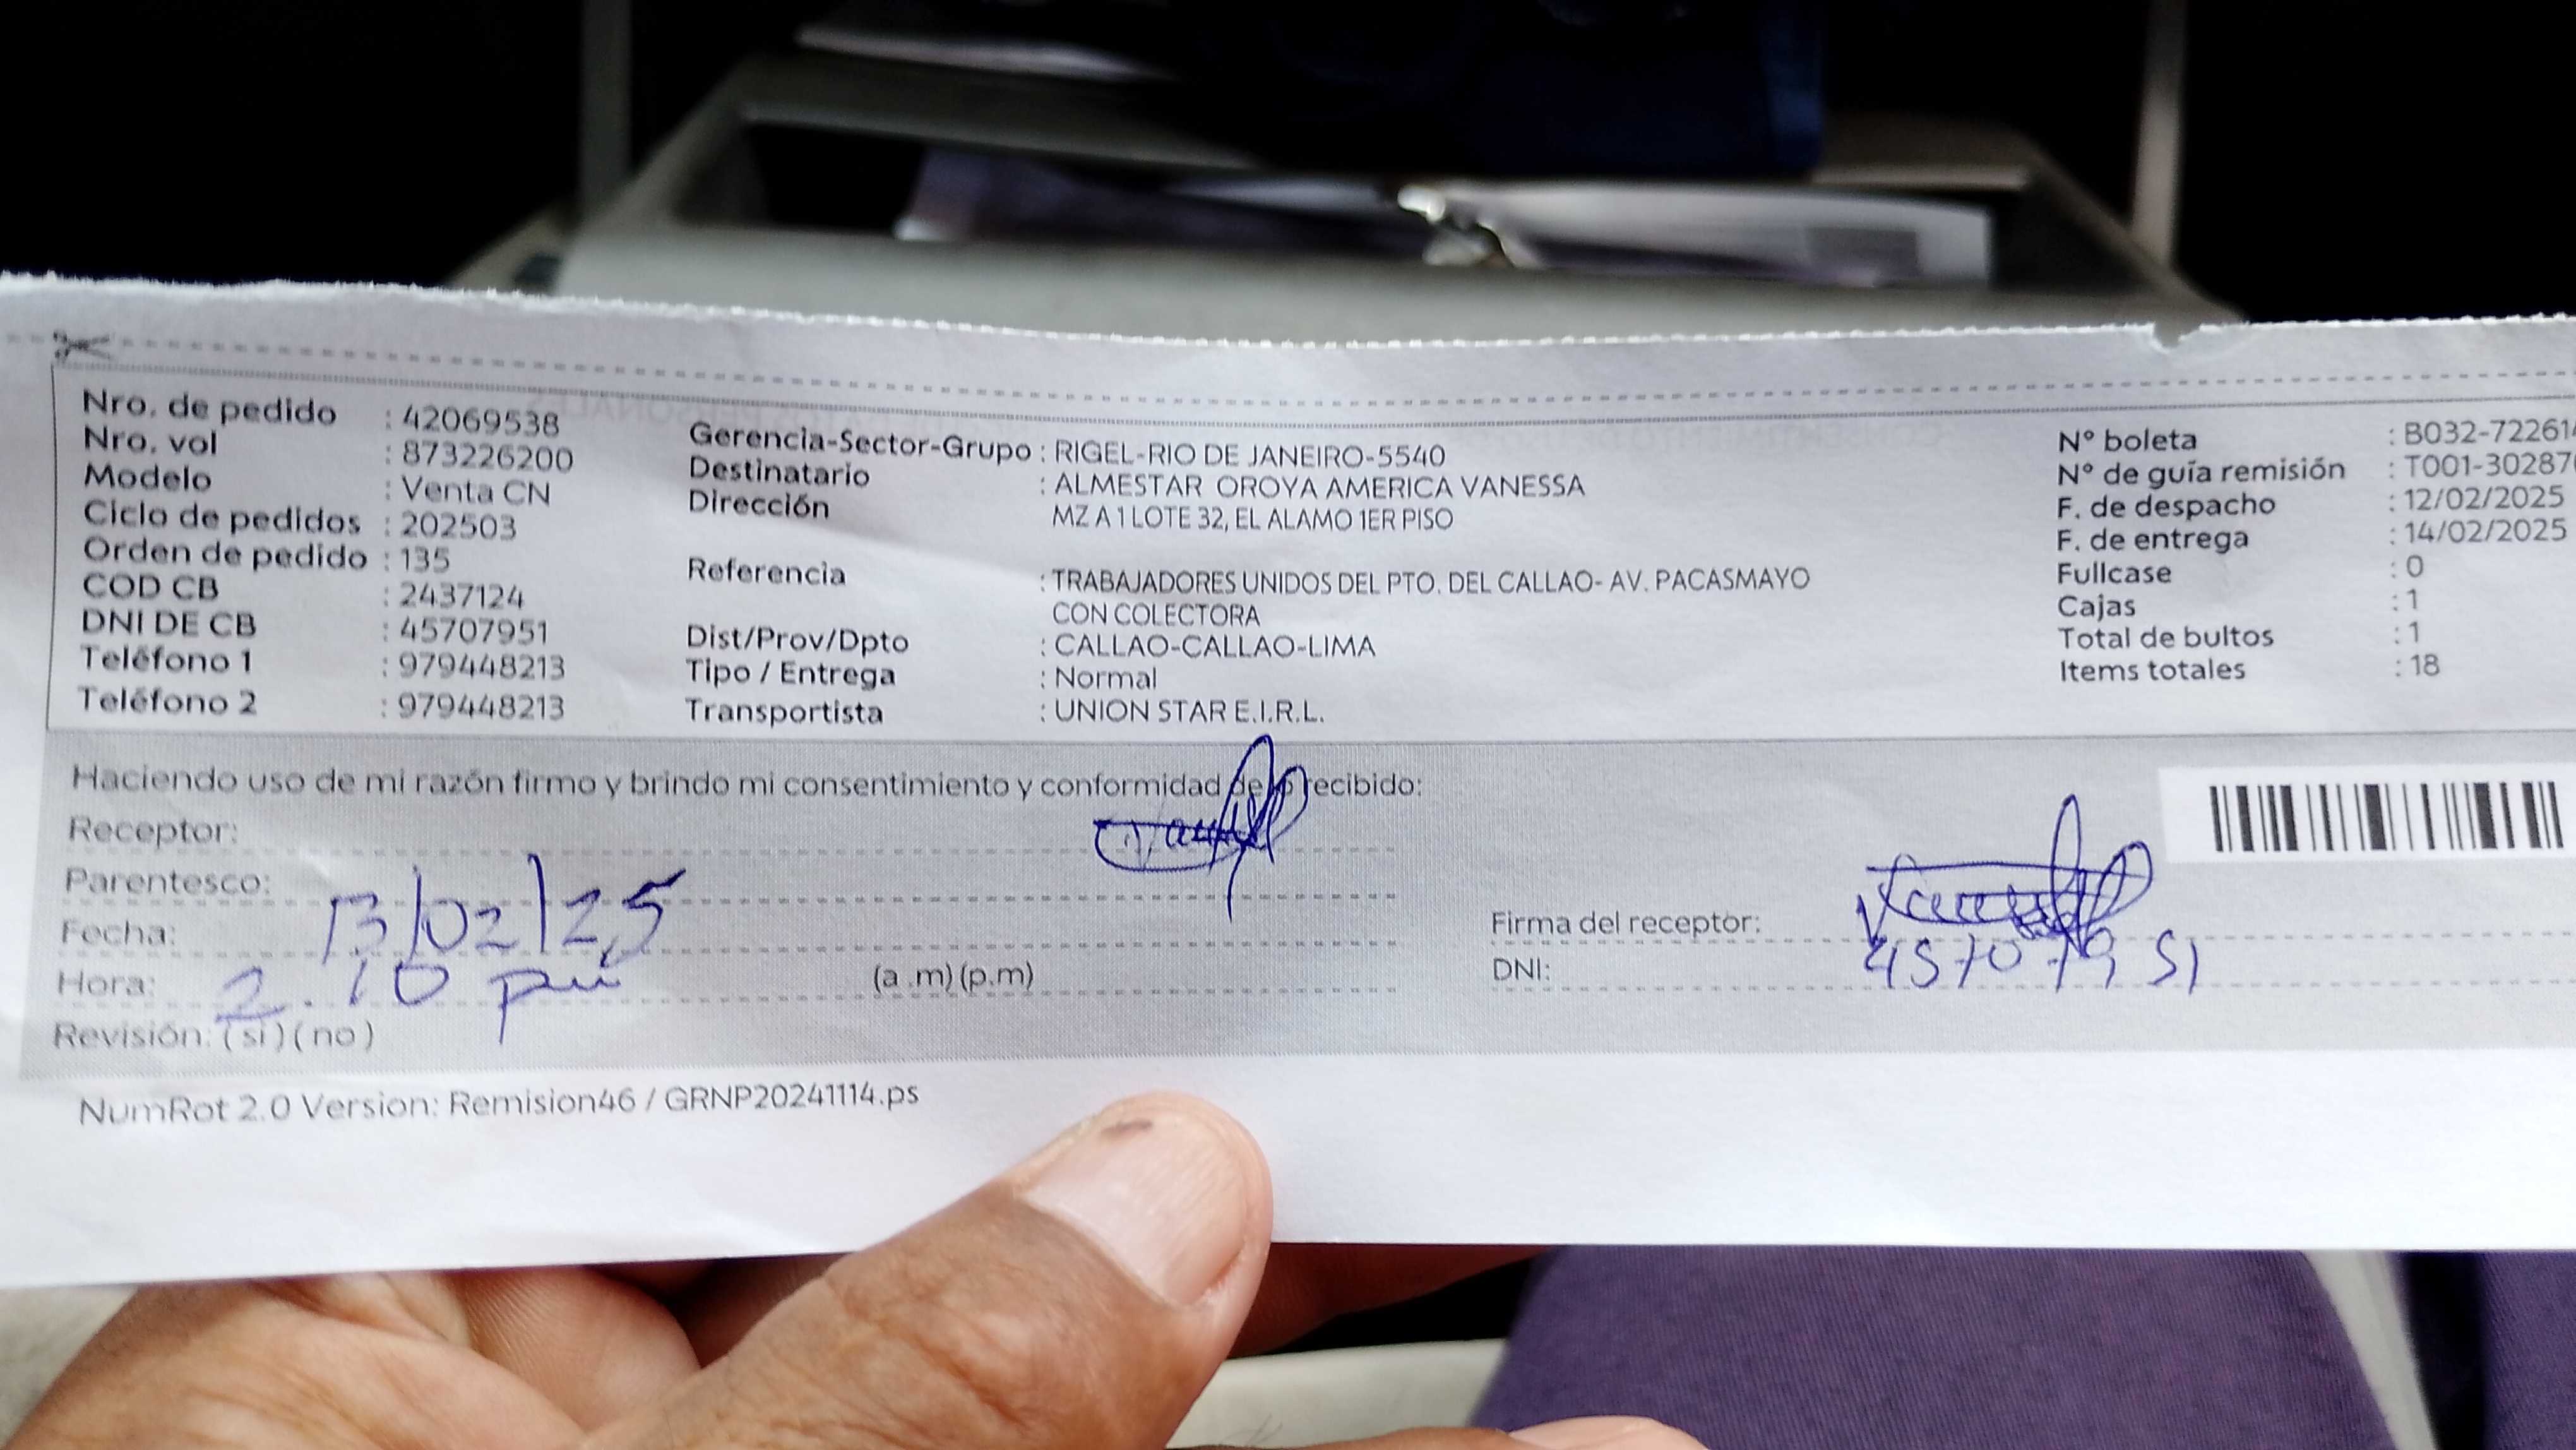 Nro. de pedido : 42069538
Nro. vol : 873226200
Modelo : Venta CN
Ciclo de pedidos : 202503
Orden de pedido : 135
COD CB : 2437124
DNI DE CB : 45707951
Teléfono 1 : 979448213
Teléfono 2 : 979448213
Gerencia-Sector-Grupo : RIGEL-RIO DE JANEIRO-5540
Destinatario : ALMESTAR OROYA AMERICA VANESSA
Dirección MZ A 1 LOTE 32, EL ALAMO 1ER PISO
Referencia : TRABAJADORES UNIDOS DEL PTO. DEL CALLAO- AV. PACASMAYO
CON COLECTORA
Dist/Prov/Dpto : CALLAO-CALLAO-LIMA
Tipo / Entrega : Normal
Transportista : UNION STAR E.I.R.L.
N° boleta : B032-722614
N° de guía remisión : T001-302870
F. de despacho : 12/02/2025
F. de entrega : 14/02/2025
Fullcase : 0
Cajas : 1
Total de bultos : 1
Items totales : 18
Haciendo uso de mi razón firmo y brindo mi consentimiento y conformidad de lo recibido:
Receptor:
Parentesco:
Fecha: 13/02/25
Hora: 2.10 pm (a .m) (p.m)
Revisión: ( si ) ( no )
Firma del receptor:
DNI: 45707951
NumRot 2.0 Version: Remision46 / GRNP20241114.ps